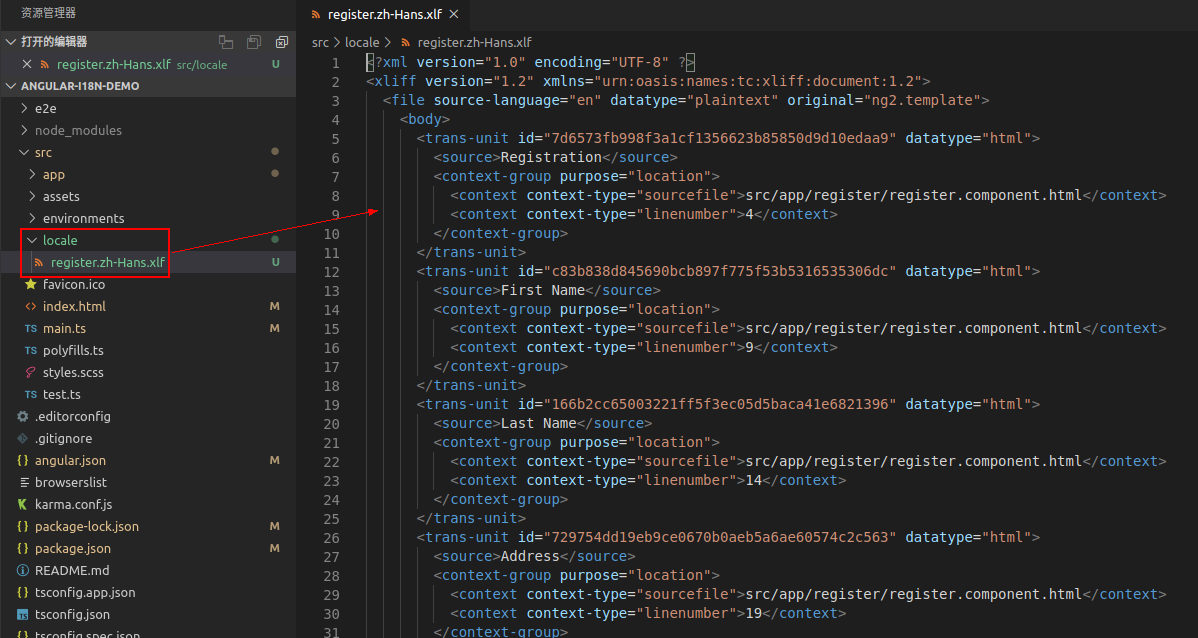 资源管理器
打开的编辑器
register.zh-Hans.xlf src/locale U
ANGULAR-I18N-DEMO
e2e
node_modules
src
app
assets
environments
locale
register.zh-Hans.xlf U
favicon.ico
index.html M
TS main.ts M
TS polyfills.ts
styles.scss
TS test.ts
.editorconfig
.gitignore
{} angular.json M
browserslist
karma.conf.js
{} package-lock.json M
{} package.json M
README.md
{} tsconfig.app.json
TS tsconfig.json
{} tsconfig.spec.json
register.zh-Hans.xlf
src > locale > register.zh-Hans.xlf
1 <?xml version="1.0" encoding="UTF-8" ?>
2 <xliff version="1.2" xmlns="urn:oasis:names:tc:xliff:document:1.2">
3 <file source-language="en" datatype="plaintext" original="ng2.template">
4 <body>
5 <trans-unit id="7d6573fb998f3a1cf1356623b85850d9d10edaa9" datatype="html">
6 <source>Registration</source>
7 <context-group purpose="location">
8 <context context-type="sourcefile">src/app/register/register.component.html</context>
9 <context context-type="linenumber">4</context>
10 </context-group>
11 </trans-unit>
12 <trans-unit id="c83b838d845690bcb897f775f53b5316535306dc" datatype="html">
13 <source>First Name</source>
14 <context-group purpose="location">
15 <context context-type="sourcefile">src/app/register/register.component.html</context>
16 <context context-type="linenumber">9</context>
17 </context-group>
18 </trans-unit>
19 <trans-unit id="166b2cc65003221ff5f3ec05d5baca41e6821396" datatype="html">
20 <source>Last Name</source>
21 <context-group purpose="location">
22 <context context-type="sourcefile">src/app/register/register.component.html</context>
23 <context context-type="linenumber">14</context>
24 </context-group>
25 </trans-unit>
26 <trans-unit id="729754dd19eb9ce0670b0aeb5a6ae60574c2c563" datatype="html">
27 <source>Address</source>
28 <context-group purpose="location">
29 <context context-type="sourcefile">src/app/register/register.component.html</context>
30 <context context-type="linenumber">19</context>
31 </context-group>